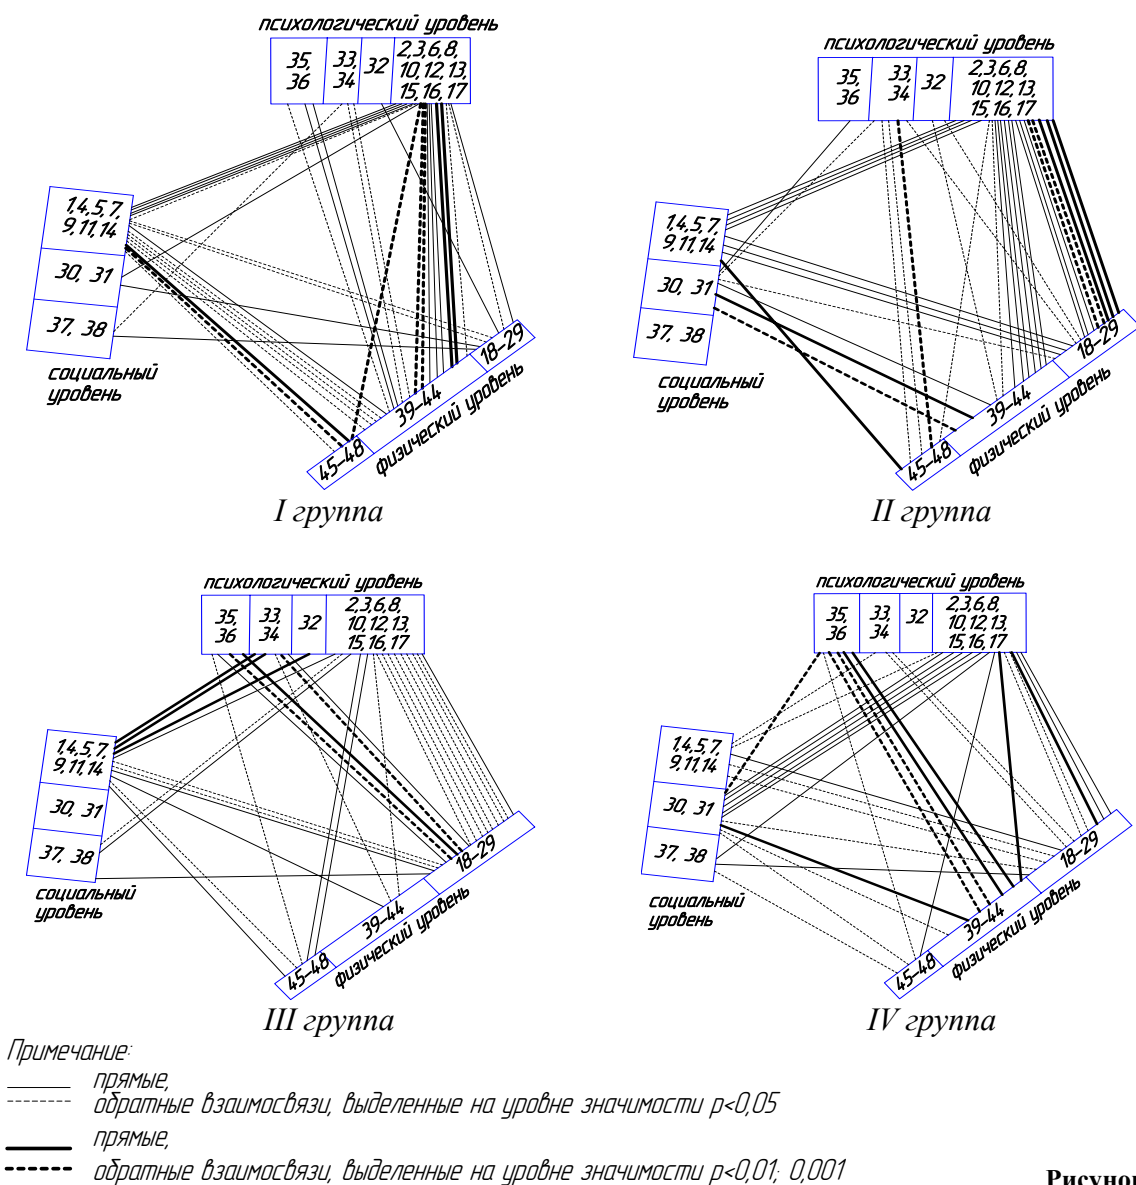 психологический уровень
35, 36
33, 34
32
2,3,6,8, 10,12,13, 15,16,17
1,4,5,7, 9,11,14
30, 31
37, 38
социальный
уровень
18–29
39–44
45–48
физический уровень
I группа
психологический уровень
35, 36
33, 34
32
2,3,6,8, 10,12,13, 15,16,17
1,4,5,7, 9,11,14
30, 31
37, 38
социальный
уровень
18–29
39–44
45–48
физический уровень
II группа
психологический уровень
35, 36
33, 34
32
2,3,6,8, 10,12,13, 15,16,17
1,4,5,7, 9,11,14
30, 31
37, 38
социальный
уровень
18–29
39–44
45–48
физический уровень
III группа
психологический уровень
35, 36
33, 34
32
2,3,6,8, 10,12,13, 15,16,17
1,4,5,7, 9,11,14
30, 31
37, 38
социальный
уровень
18–29
39–44
45–48
физический уровень
IV группа
Примечание:
прямые,
обратные взаимосвязи, выделенные на уровне значимости p<0,05
прямые,
обратные взаимосвязи, выделенные на уровне значимости p<0,01; 0,001
Рисунок